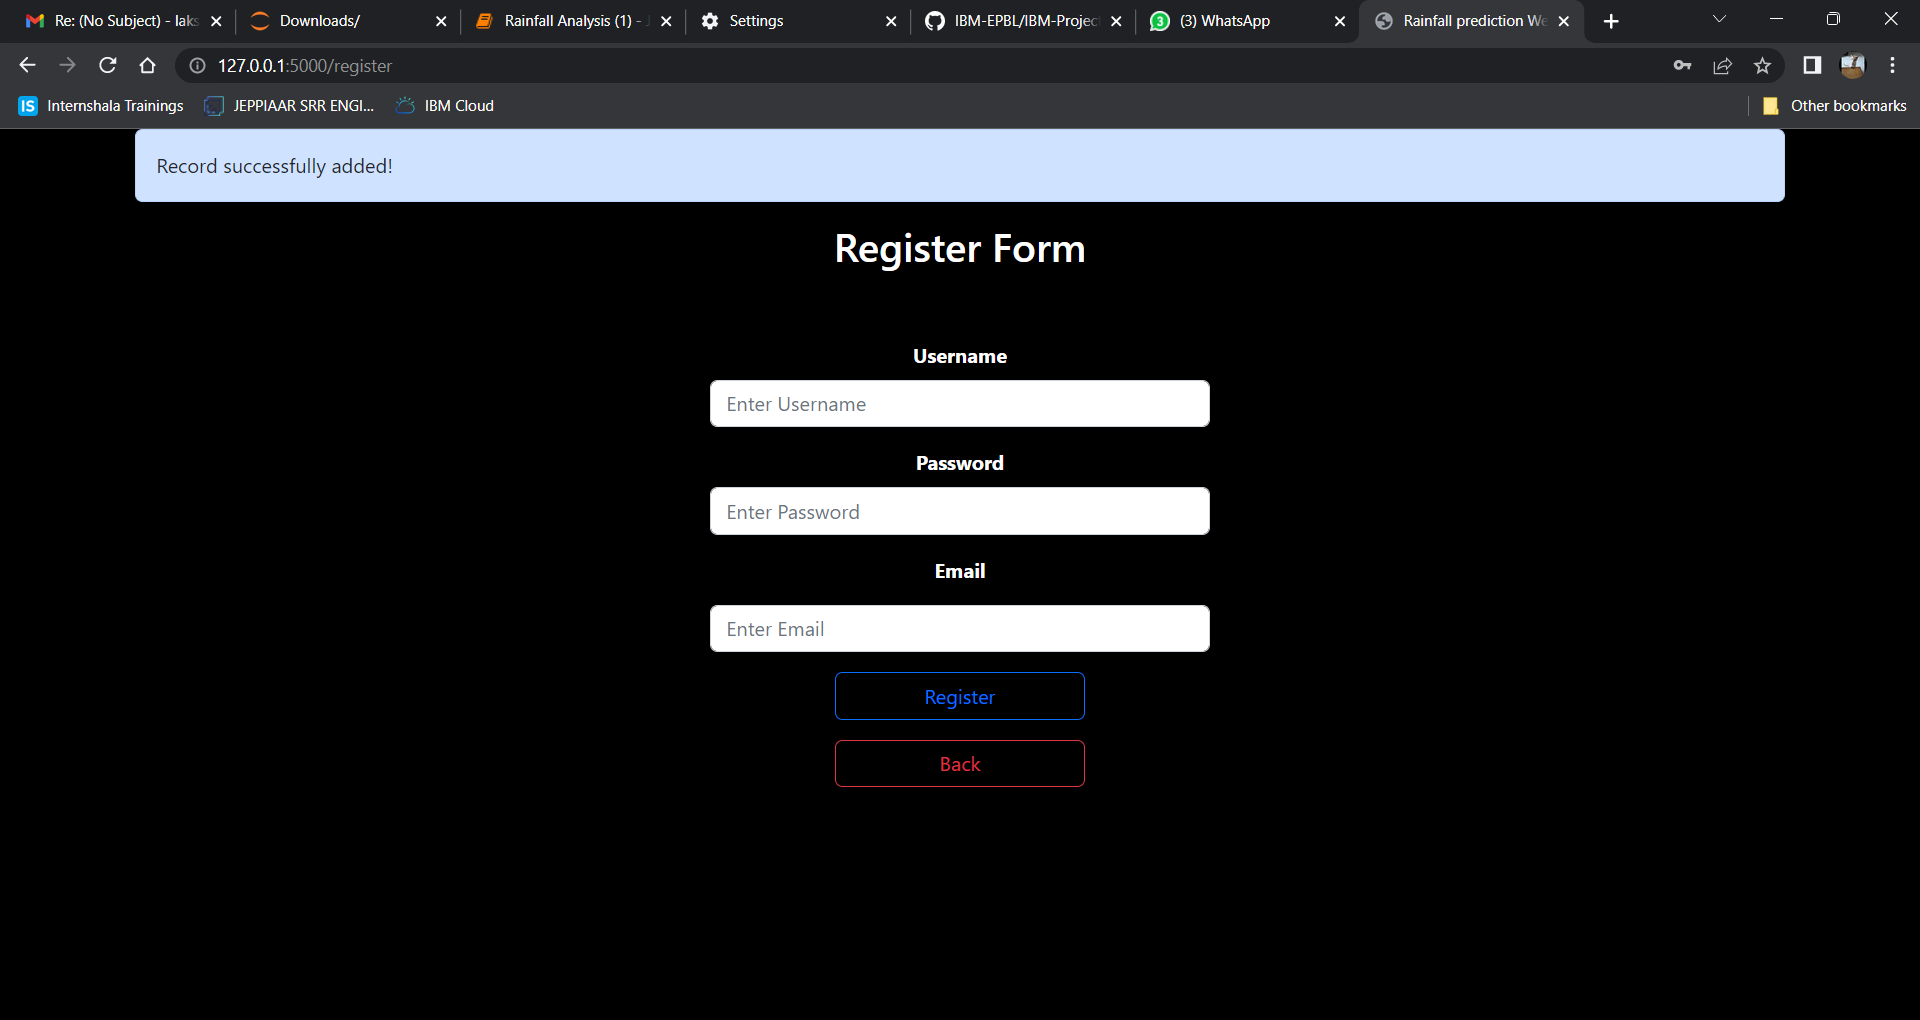 Re: (No Subject) - laks
Downloads/
Rainfall Analysis (1) - J
Settings
IBM-EPBL/IBM-Projec
3
(3) WhatsApp
Rainfall prediction We
127.0.0.1:5000/register
IS
Internshala Trainings
JEPPIAAR SRR ENGI...
IBM Cloud
Other bookmarks
Record successfully added!
Register Form
Username
Enter Username
Password
Enter Password
Email
Enter Email
Register
Back